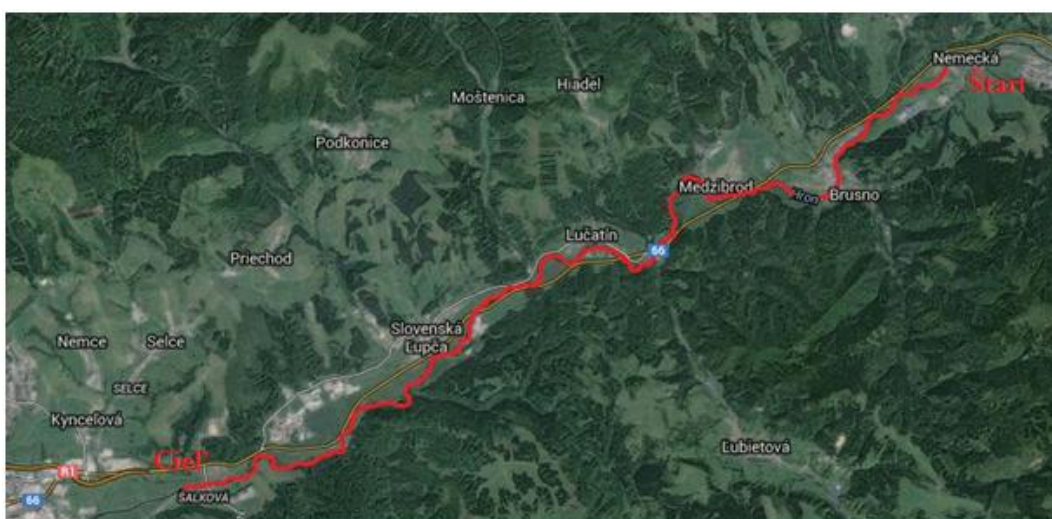 Nemecká
Štart
Hiadeľ
Moštenica
Podkonice
Medzibrod
Hron
Brusno
Lučatín
66
Priechod
Slovenská
Ľupča
Nemce
Selce
SELCE
Kynceľová
Ľubietová
Cieľ
R1
ŠALKOVÁ
66